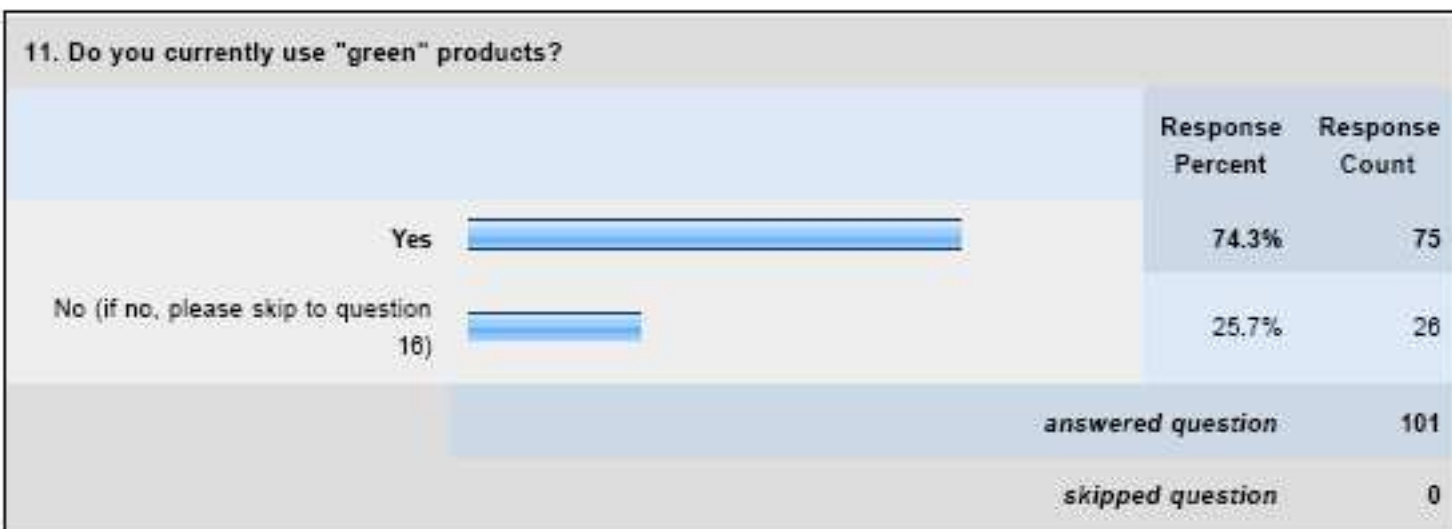 11. Do you currently use "green" products?
Response Percent
Response Count
Yes 74.3% 75
No (if no, please skip to question
16) 25.7% 26
answered question 101
skipped question 0